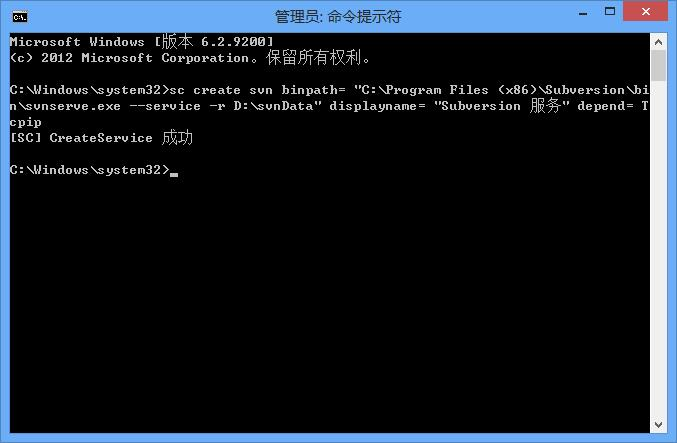 管理员: 命令提示符
Microsoft Windows [版本 6.2.9200]
(c) 2012 Microsoft Corporation。保留所有权利。
C:\Windows\system32>sc create svn binpath= "C:\Program Files (x86)\Subversion\bi
n\svnserve.exe --service -r D:\svnData" displayname= "Subversion 服务" depend= T
cpip
[SC] CreateService 成功
C:\Windows\system32>_